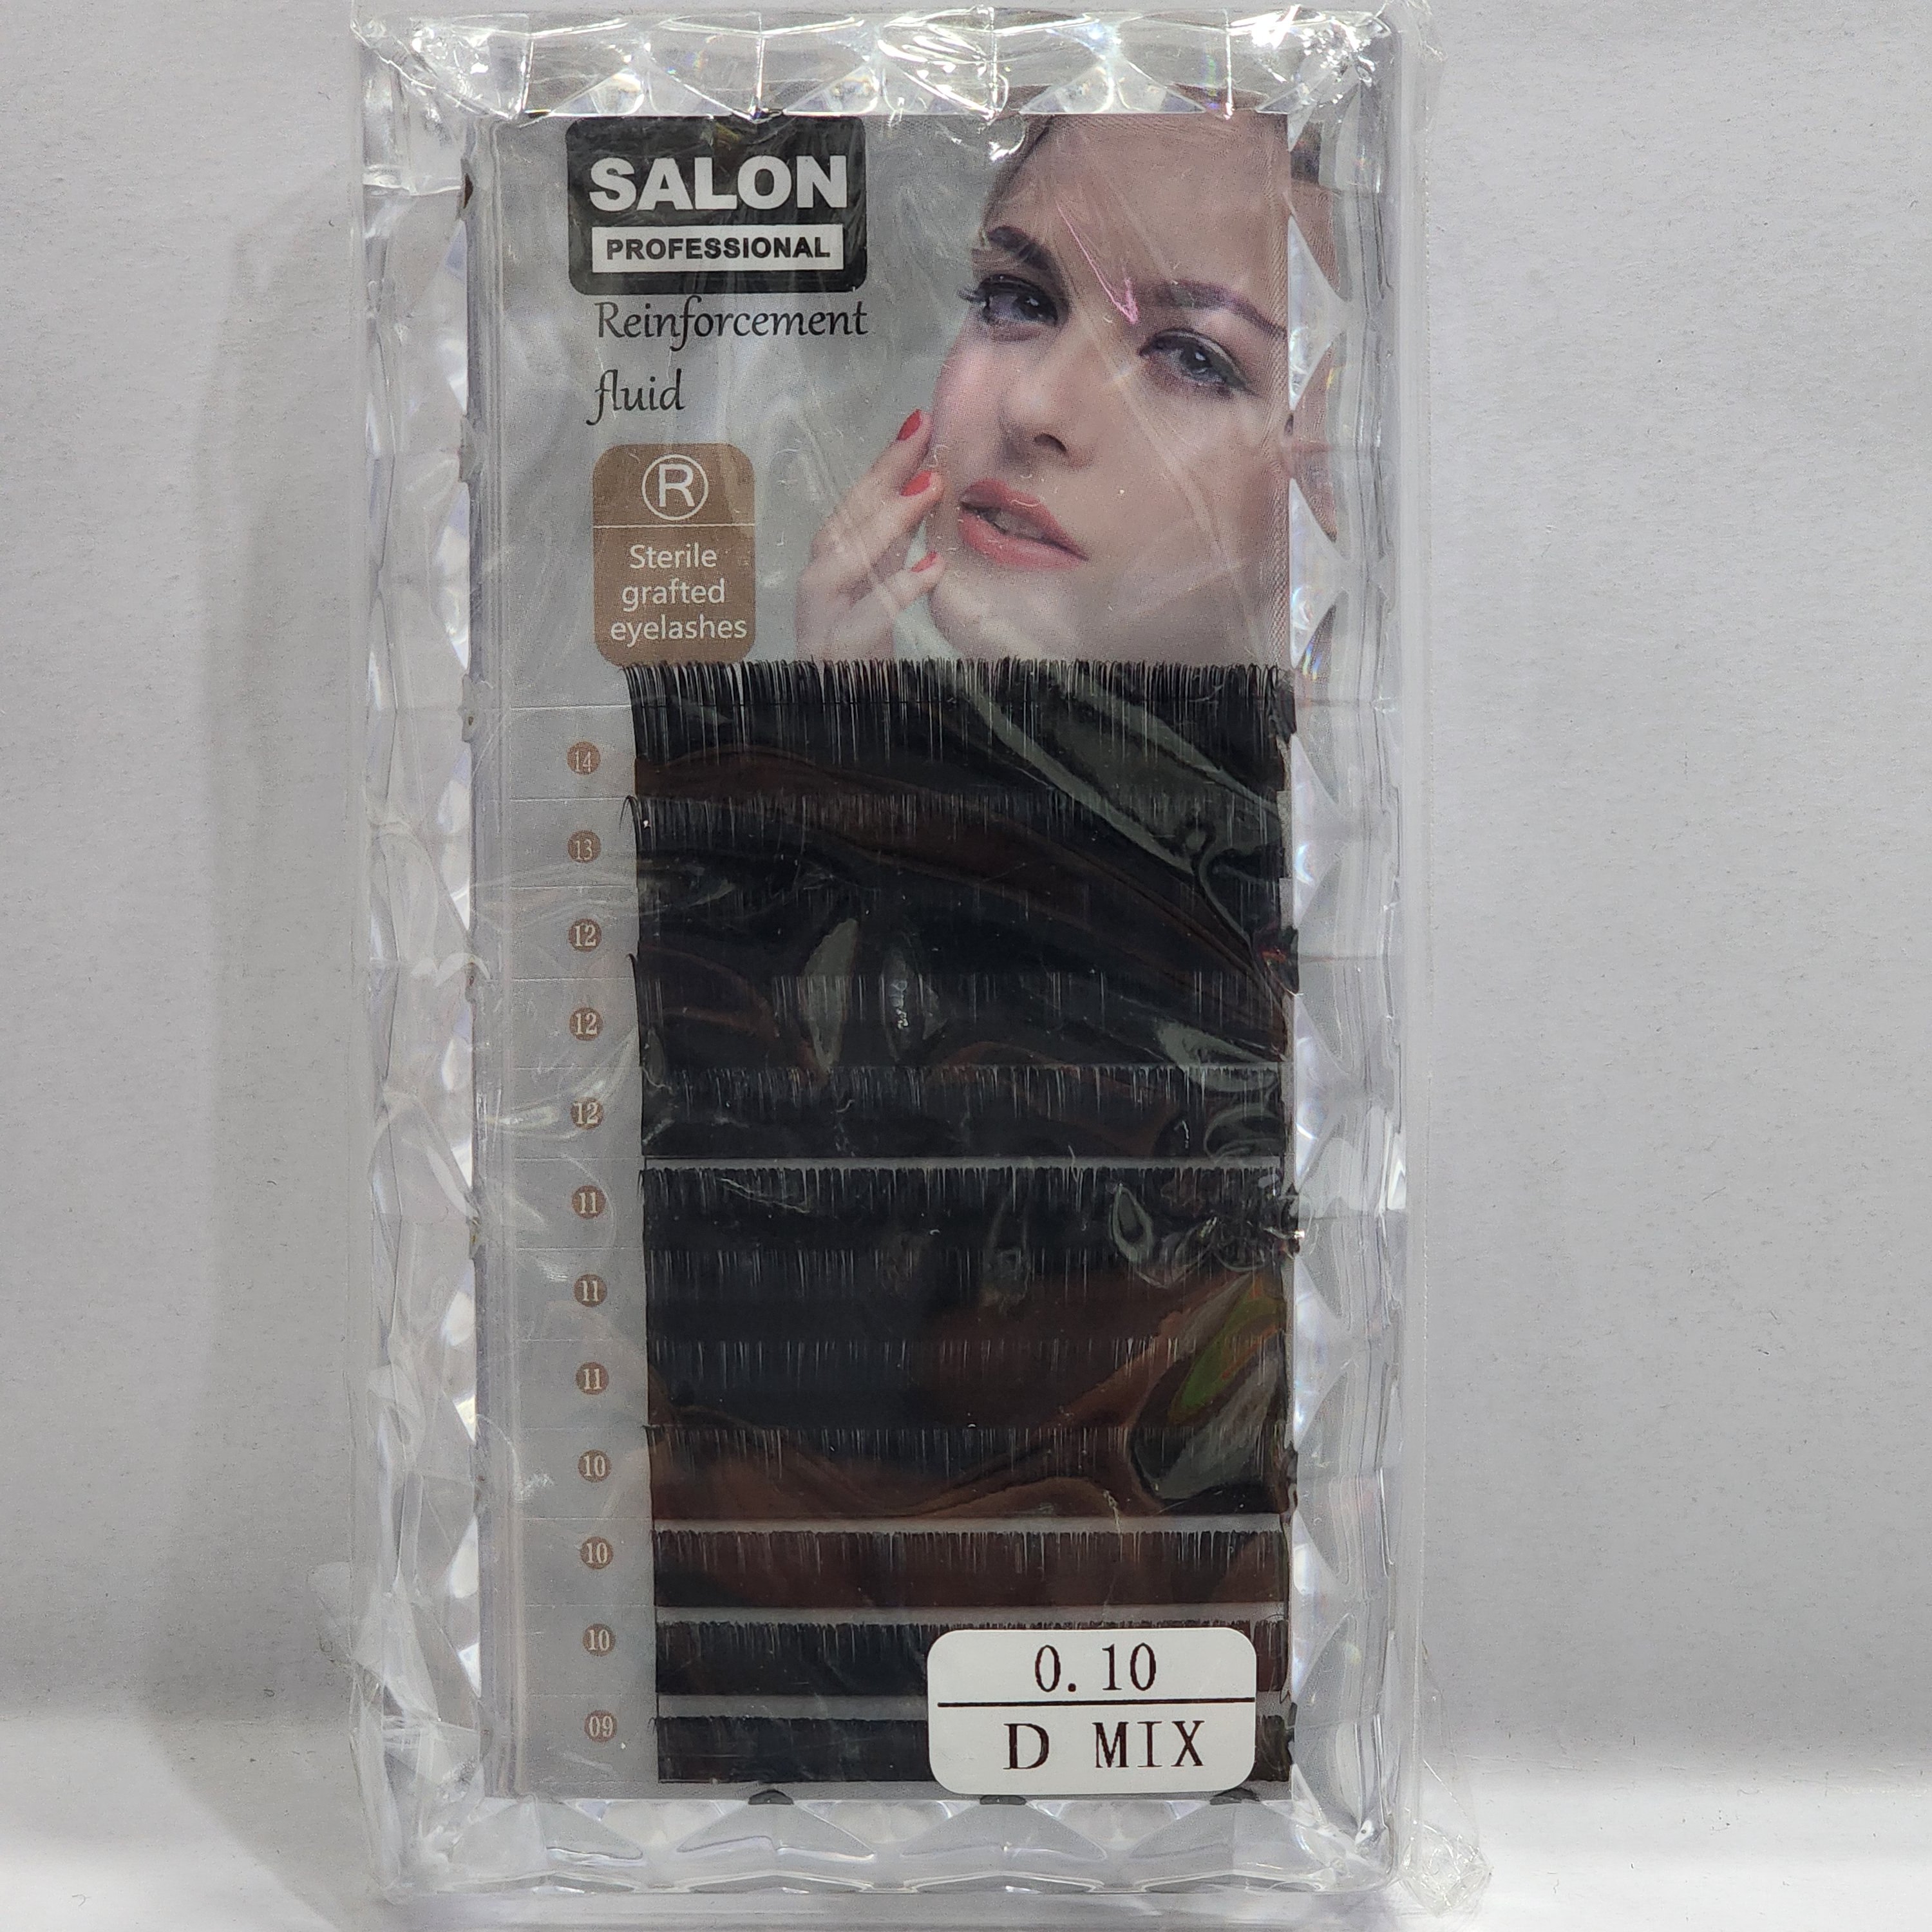 SALON
PROFESSIONAL
Reinforcement
fluid
®
Sterile
grafted
eyelashes
14
13
12
12
12
11
11
11
10
10
10
09
0.10
D MIX